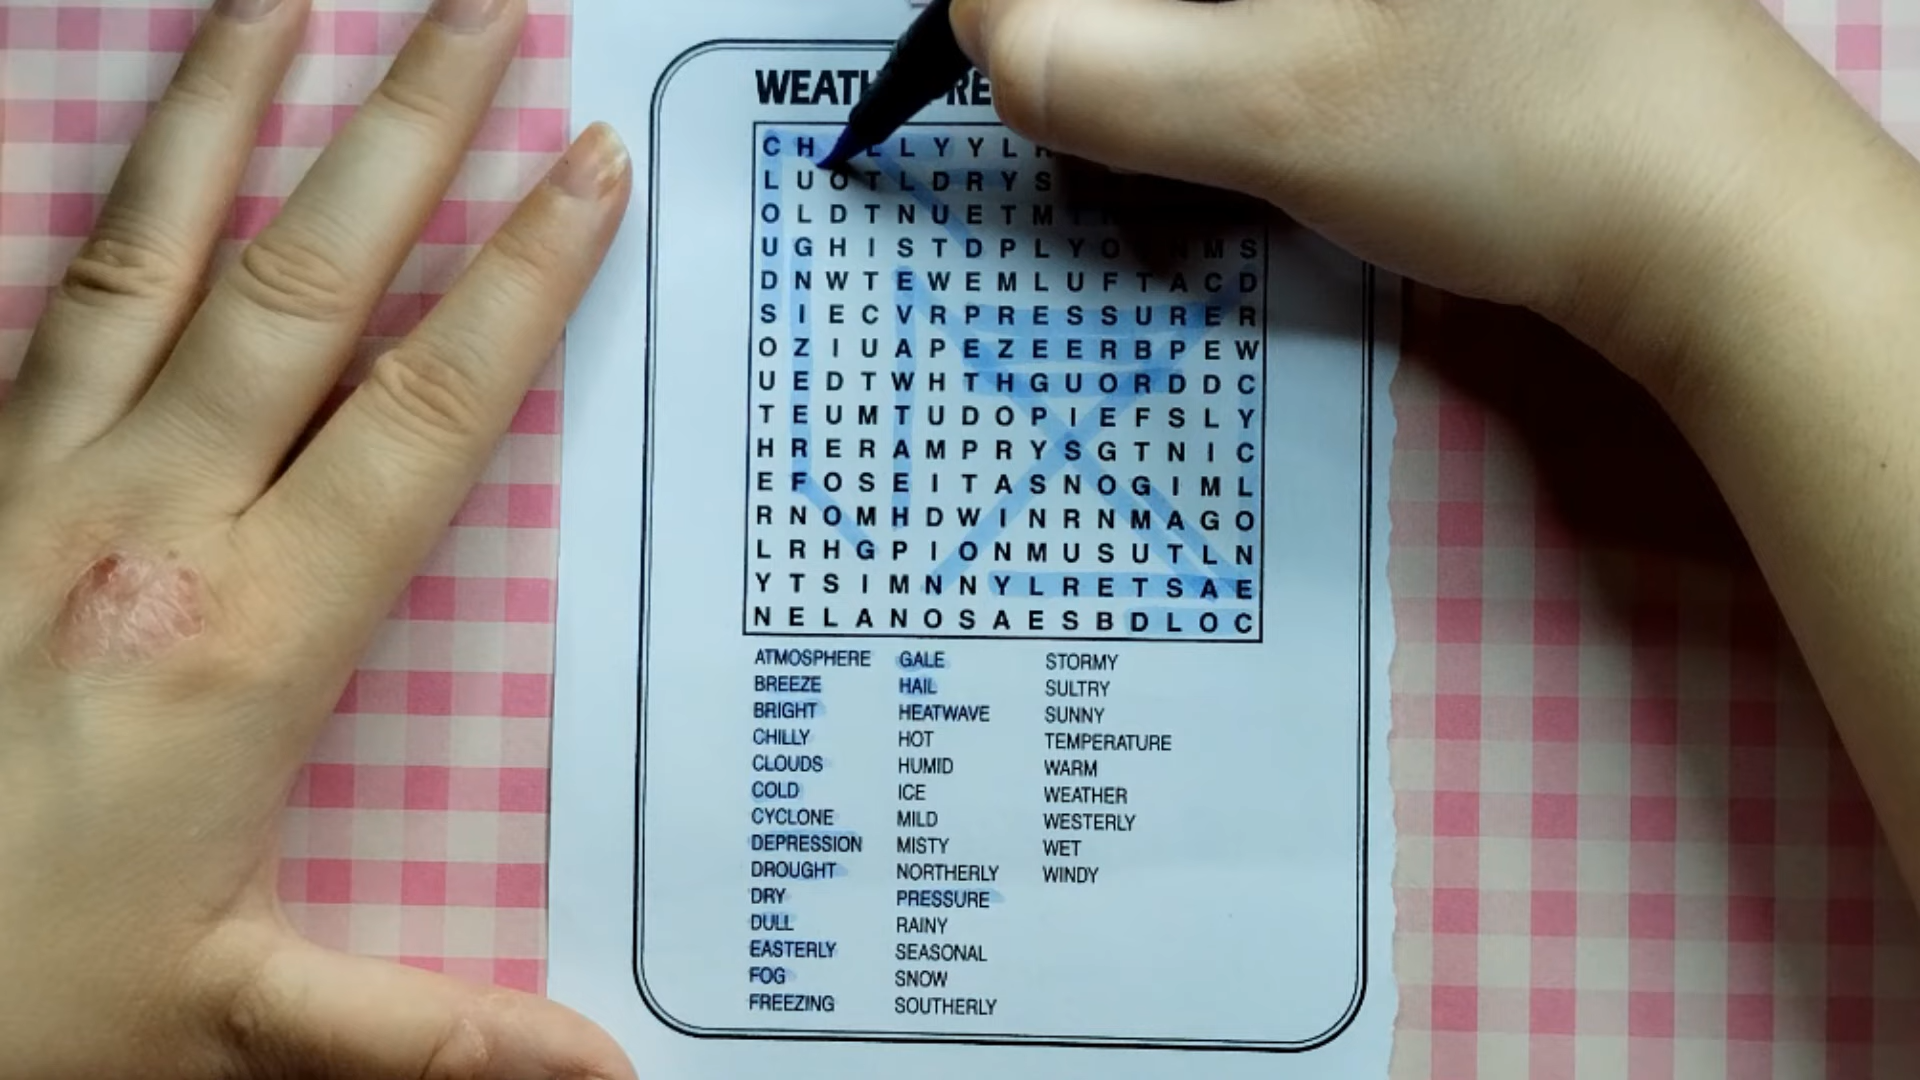 WEATH
C H L L Y Y L R
L U O T L D R Y S
O L D T N U E T M T
U G H I S T D P L Y O N M S
D N W T E W E M L U F T A C D
S I E C V R P R E S S U R E R
O Z I U A P E Z E E R B P E W
U E D T W H T H G U O R D D C
T E U M T U D O P I E F S L Y
H R E R A M P R Y S G T N I C
E F O S E I T A S N O G I M L
R N O M H D W I N R N M A G O
L R H G P I O N M U S U T L N
Y T S I M N N Y L R E T S A E
N E L A N O S A E S B D L O C
ATMOSPHERE GALE STORMY
BREEZE HAIL SULTRY
BRIGHT HEATWAVE SUNNY
CHILLY HOT TEMPERATURE
CLOUDS HUMID WARM
COLD ICE WEATHER
CYCLONE MILD WESTERLY
DEPRESSION MISTY WET
DROUGHT NORTHERLY WINDY
DRY PRESSURE
DULL RAINY
EASTERLY SEASONAL
FOG SNOW
FREEZING SOUTHERLY